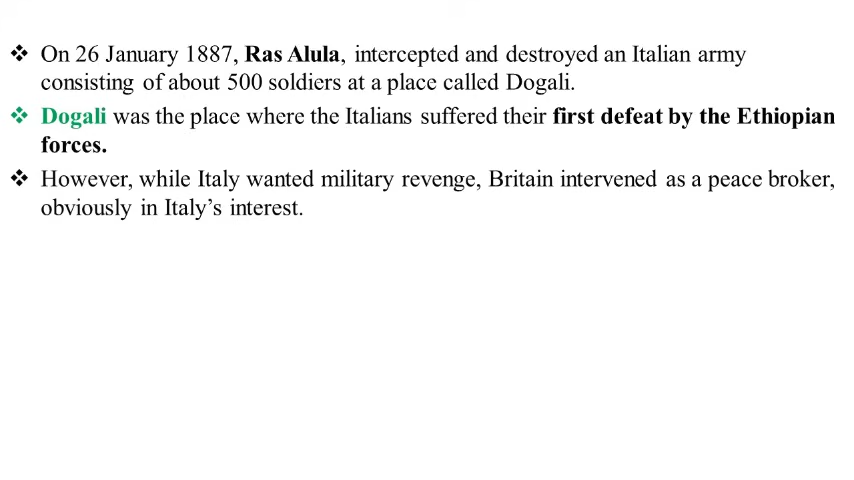 ❖ On 26 January 1887, Ras Alula, intercepted and destroyed an Italian army
consisting of about 500 soldiers at a place called Dogali.
❖ Dogali was the place where the Italians suffered their first defeat by the Ethiopian
forces.
❖ However, while Italy wanted military revenge, Britain intervened as a peace broker,
obviously in Italy’s interest.